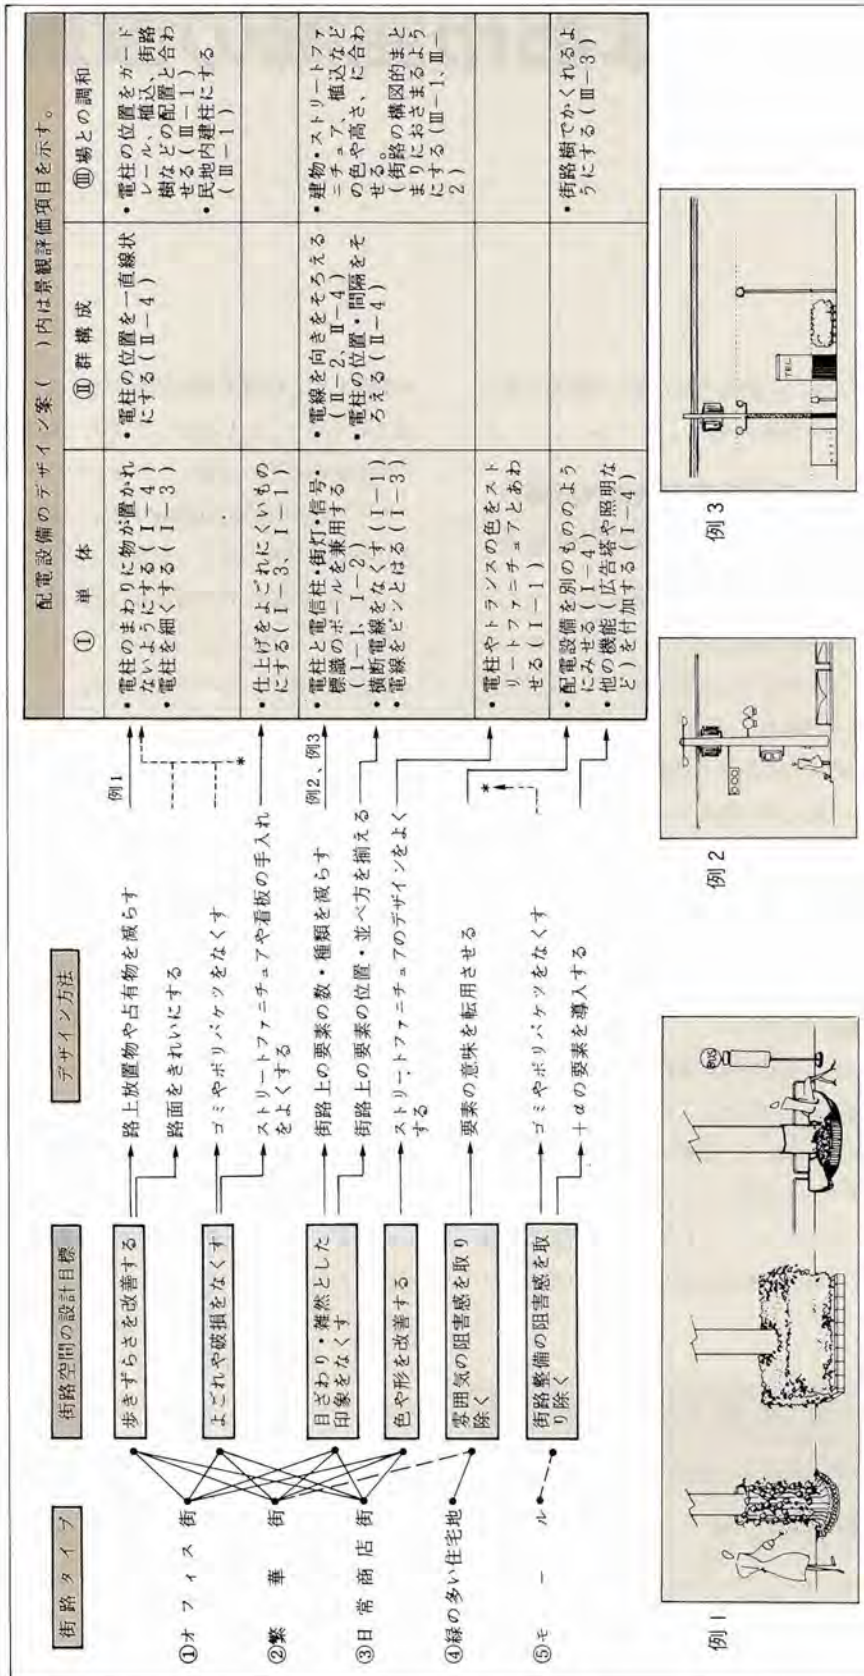 街路タイプ
①オフィス街
②繁華街
③日常商店街
④緑の多い住宅地
⑤モール
街路空間の設計目標
歩きずらさを改善する
よごれや破損をなくす
目ざわり・雑然とした
印象をなくす
色や形を改善する
雰囲気の阻害感を取り
除く
街路整備の阻害感を取
り除く
デザイン方法
路上放置物や占有物を減らす
路面をきれいにする
ゴミやポリバケツをなくす
ストリートファニチュアや看板の手入れ
をよくする
街路上の要素の数・種類を減らす
街路上の要素の位置・並べ方を揃える
ストリートファニチュアのデザインをよく
する
要素の意味を転用させる
ゴミやポリバケツをなくす
+αの要素を導入する
例1
*
例2、例3
*
配電設備のデザイン案(　)内は景観評価項目を示す。
Ⓘ単体
Ⅱ群構成
Ⅲ場との調和
・電柱のまわりに物が置かれ
ないようにする(Ⅰ-4)
・電柱を細くする(Ⅰ-3)
・電柱の位置を一直線状
にする(Ⅱ-4)
・電柱の位置をガード
レール、植込、街路
樹などの配置と合わ
せる(Ⅲ-1)
・民地内建柱にする
(Ⅲ-1)
・仕上げをよごれにくいもの
にする(Ⅰ-3、Ⅰ-1)
・電柱と電信柱・街灯・信号・
標識のポールを兼用する
(Ⅰ-1、Ⅰ-2)
・横断電線をなくす(Ⅰ-1)
・電線をピンとはる(Ⅰ-3)
・電線を向きをそろえる
(Ⅱ-2、Ⅱ-4)
・電柱の位置・間隔をそ
ろえる(Ⅱ-4)
・建物・ストリートファ
ニチュア、植込など
の色や高さ、に合わ
せる。
(街路の構図的まと
まりにおさまるよう
にする(Ⅲ-1、Ⅲ-
2)
・電柱やトランスの色をスト
リートファニチュアとあわ
せる(Ⅰ-1)
・配電設備を別のもののよう
にみせる(Ⅰ-4)
・他の機能(広告塔や照明な
ど)を付加する(Ⅰ-4)
・街路樹でかくれるよ
うにする(Ⅲ-3)
例1
BUS
例2
例3
TEL